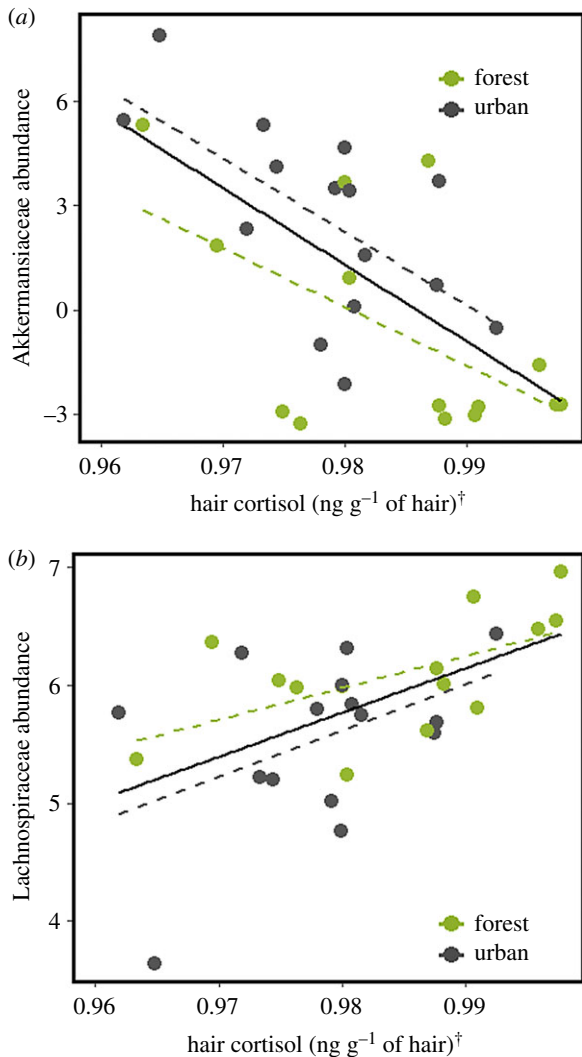 (a)
forest
urban
6
3
0
–3
Akkermansiaceae abundance
0.96 0.97 0.98 0.99
hair cortisol (ng g–1 of hair)†
(b)
7
6
5
4
Lachnospiraceae abundance
forest
urban
0.96 0.97 0.98 0.99
hair cortisol (ng g–1 of hair)†